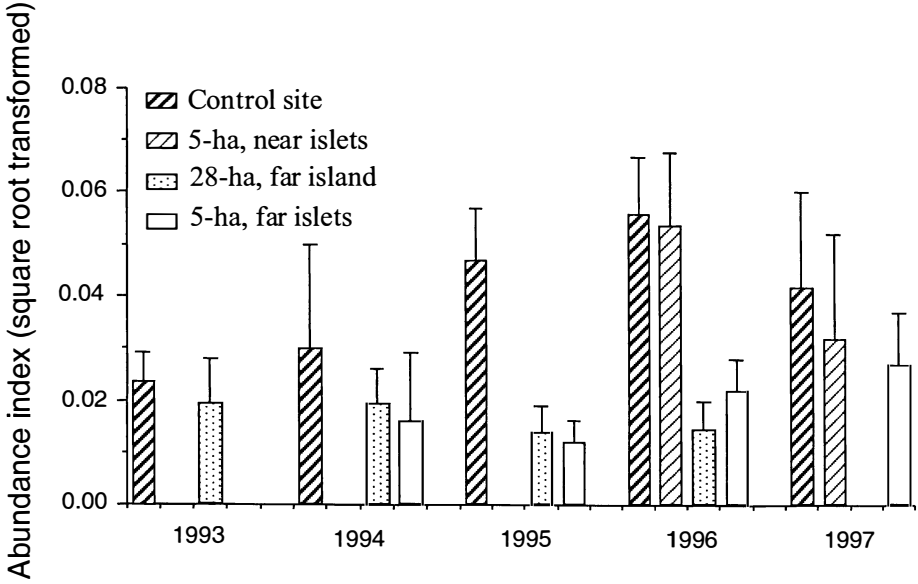 Abundance index (square root transformed)
0.08
0.06
0.04
0.02
0.00
Control site
5-ha, near islets
28-ha, far island
5-ha, far islets
1993
1994
1995
1996
1997